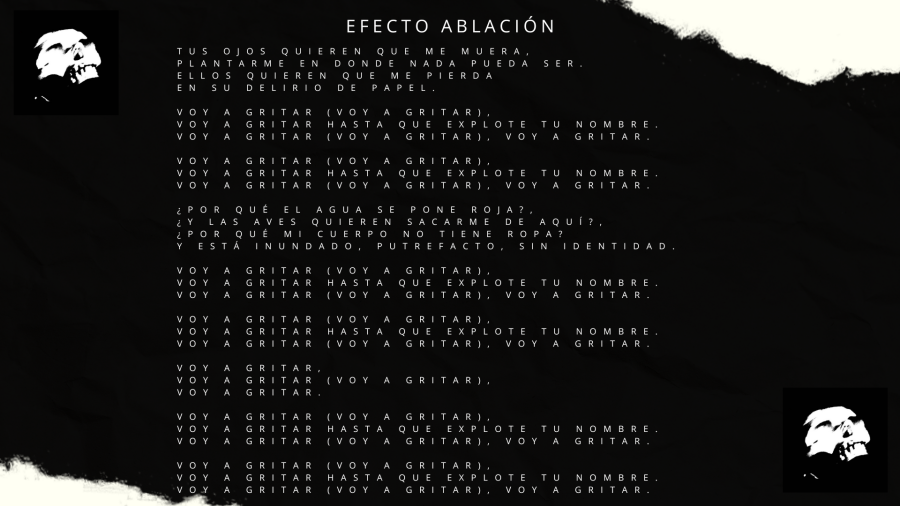 EFECTO ABLACIÓN
TUS OJOS QUIEREN QUE ME MUERA,
PLANTARME EN DONDE NADA PUEDA SER.
ELLOS QUIEREN QUE ME PIERDA
EN SU DELIRIO DE PAPEL.
VOY A GRITAR (VOY A GRITAR),
VOY A GRITAR HASTA QUE EXPLOTE TU NOMBRE.
VOY A GRITAR (VOY A GRITAR), VOY A GRITAR.
VOY A GRITAR (VOY A GRITAR),
VOY A GRITAR HASTA QUE EXPLOTE TU NOMBRE.
VOY A GRITAR (VOY A GRITAR), VOY A GRITAR.
¿POR QUÉ EL AGUA SE PONE ROJA?,
¿Y LAS AVES QUIEREN SACARME DE AQUÍ?,
¿POR QUÉ MI CUERPO NO TIENE ROPA?
Y ESTÁ INUNDADO, PUTREFACTO, SIN IDENTIDAD.
VOY A GRITAR (VOY A GRITAR),
VOY A GRITAR HASTA QUE EXPLOTE TU NOMBRE.
VOY A GRITAR (VOY A GRITAR), VOY A GRITAR.
VOY A GRITAR (VOY A GRITAR),
VOY A GRITAR HASTA QUE EXPLOTE TU NOMBRE.
VOY A GRITAR (VOY A GRITAR), VOY A GRITAR.
VOY A GRITAR,
VOY A GRITAR (VOY A GRITAR),
VOY A GRITAR.
VOY A GRITAR (VOY A GRITAR),
VOY A GRITAR HASTA QUE EXPLOTE TU NOMBRE.
VOY A GRITAR (VOY A GRITAR), VOY A GRITAR.
VOY A GRITAR (VOY A GRITAR),
VOY A GRITAR HASTA QUE EXPLOTE TU NOMBRE.
VOY A GRITAR (VOY A GRITAR), VOY A GRITAR.